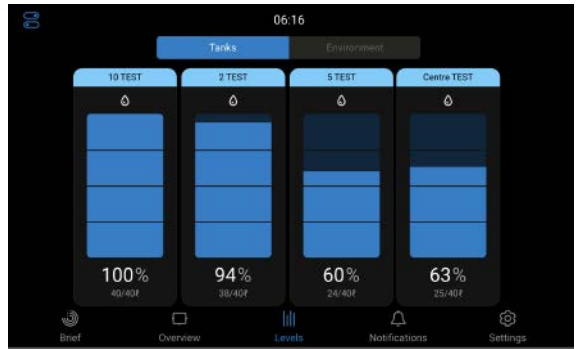 06:16
Tanks Environment
10 TEST 2 TEST 5 TEST Centre TEST
100% 94% 60% 63%
40/40ℓ 38/40ℓ 24/40ℓ 25/40ℓ
Brief Overview Levels Notifications Settings